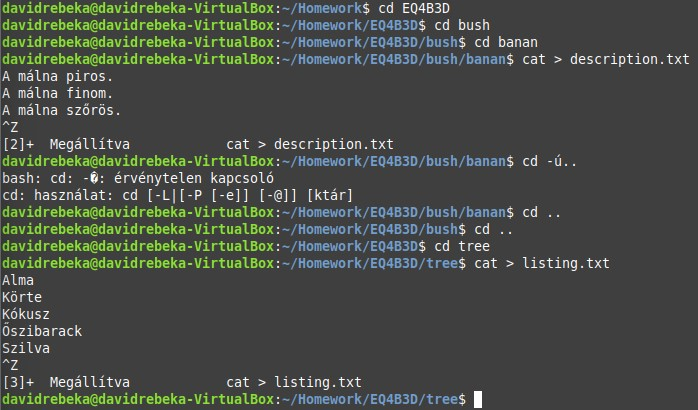 davidrebeka@davidrebeka-VirtualBox:~/Homework$ cd EQ4B3D
davidrebeka@davidrebeka-VirtualBox:~/Homework/EQ4B3D$ cd bush
davidrebeka@davidrebeka-VirtualBox:~/Homework/EQ4B3D/bush$ cd banan
davidrebeka@davidrebeka-VirtualBox:~/Homework/EQ4B3D/bush/banan$ cat > description.txt
A málna piros.
A málna finom.
A málna szőrös.
^Z
[2]+  Megállítva            cat > description.txt
davidrebeka@davidrebeka-VirtualBox:~/Homework/EQ4B3D/bush/banan$ cd -ú..
bash: cd: -�: érvénytelen kapcsoló
cd: használat: cd [-L|[-P [-e]] [-@]] [ktár]
davidrebeka@davidrebeka-VirtualBox:~/Homework/EQ4B3D/bush/banan$ cd ..
davidrebeka@davidrebeka-VirtualBox:~/Homework/EQ4B3D/bush$ cd ..
davidrebeka@davidrebeka-VirtualBox:~/Homework/EQ4B3D$ cd tree
davidrebeka@davidrebeka-VirtualBox:~/Homework/EQ4B3D/tree$ cat > listing.txt
Alma
Körte
Kókusz
Őszibarack
Szilva
^Z
[3]+  Megállítva            cat > listing.txt
davidrebeka@davidrebeka-VirtualBox:~/Homework/EQ4B3D/tree$